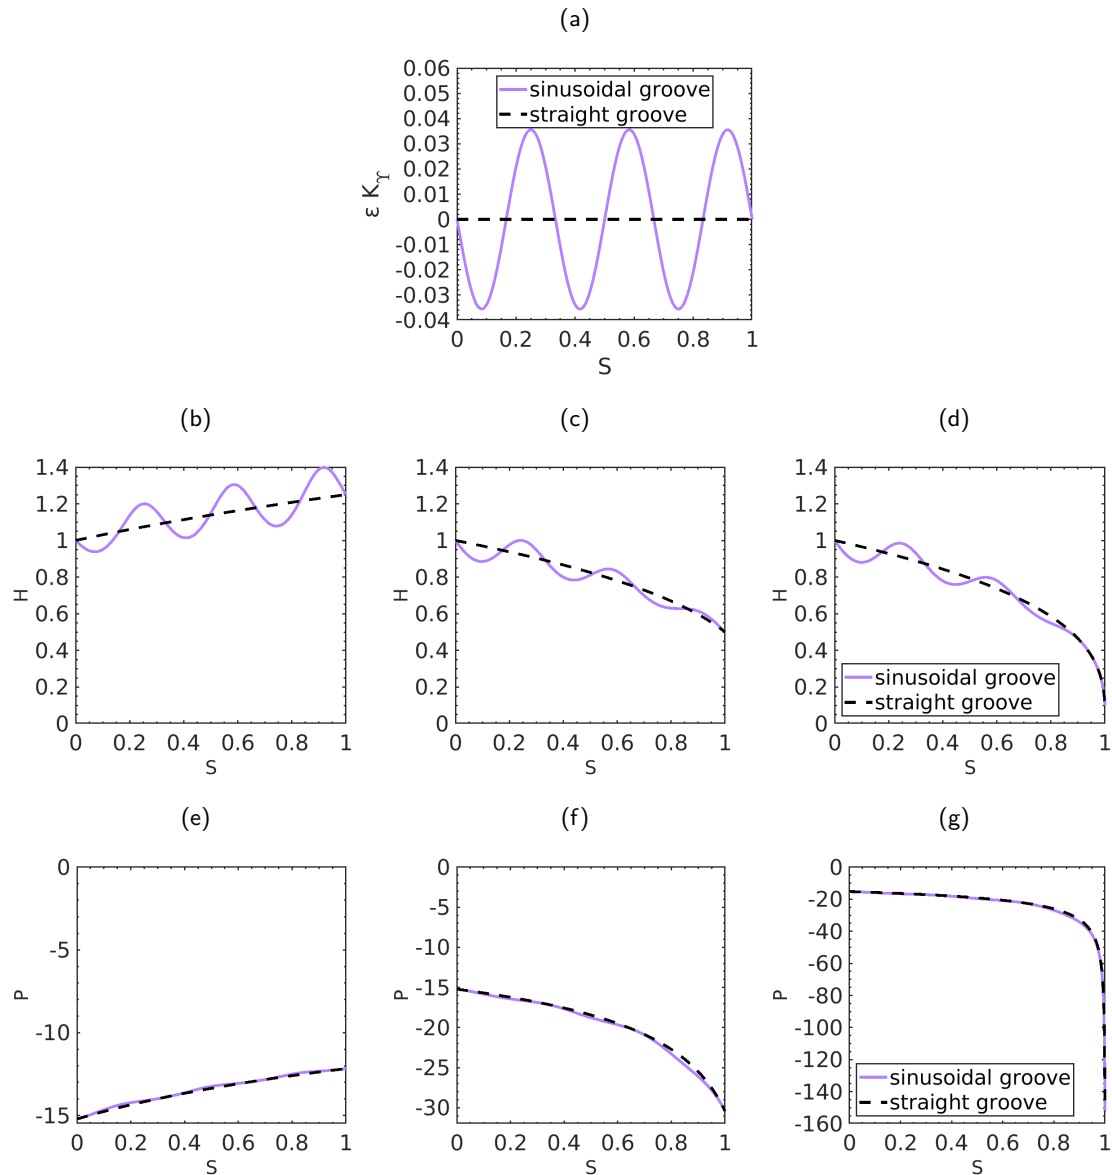 (a)
0.06
0.05
0.04
0.03
0.02
0.01
0
-0.01
-0.02
-0.03
-0.04
ε K_ϒ
sinusoidal groove
straight groove
0 0.2 0.4 0.6 0.8 1
S
(b)
1.4
1.2
1
0.8
0.6
0.4
0.2
0
H
0 0.2 0.4 0.6 0.8 1
S
(c)
1.4
1.2
1
0.8
0.6
0.4
0.2
0
H
0 0.2 0.4 0.6 0.8 1
S
(d)
1.4
1.2
1
0.8
0.6
0.4
0.2
0
H
sinusoidal groove
straight groove
0 0.2 0.4 0.6 0.8 1
S
(e)
0
-5
-10
-15
P
0 0.2 0.4 0.6 0.8 1
S
(f)
0
-5
-10
-15
-20
-25
-30
P
0 0.2 0.4 0.6 0.8 1
S
(g)
0
-20
-40
-60
-80
-100
-120
-140
-160
P
sinusoidal groove
straight groove
0 0.2 0.4 0.6 0.8 1
S